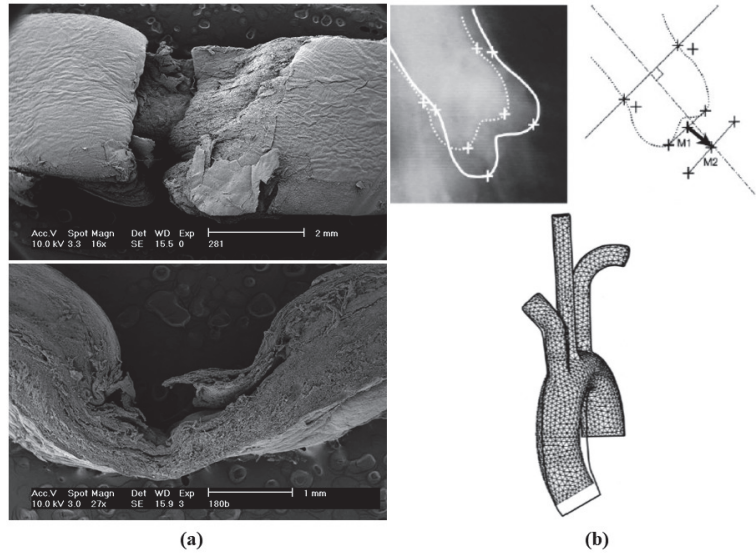 Acc.V Spot Magn Det WD Exp
10.0 kV 3.3 16x SE 15.5 0 281
2 mm
Acc.V Spot Magn Det WD Exp
10.0 kV 3.0 27x SE 15.9 3 180b
1 mm
M1
M2
(a)
(b)